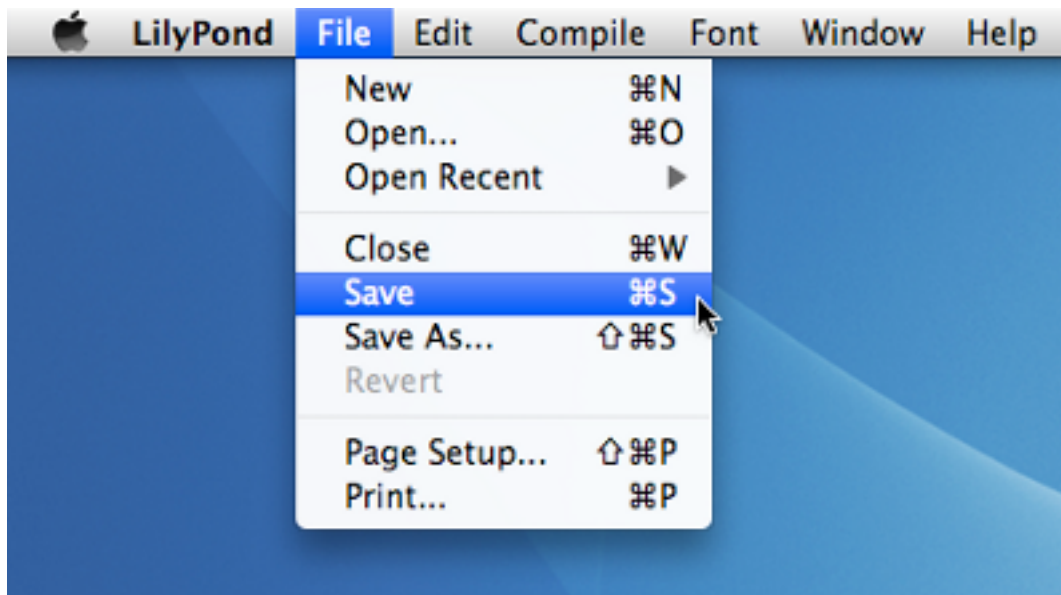 LilyPond File Edit Compile Font Window Help
New ⌘N
Open... ⌘O
Open Recent ▶
Close ⌘W
Save ⌘S
Save As... ⇧⌘S
Revert
Page Setup... ⇧⌘P
Print... ⌘P